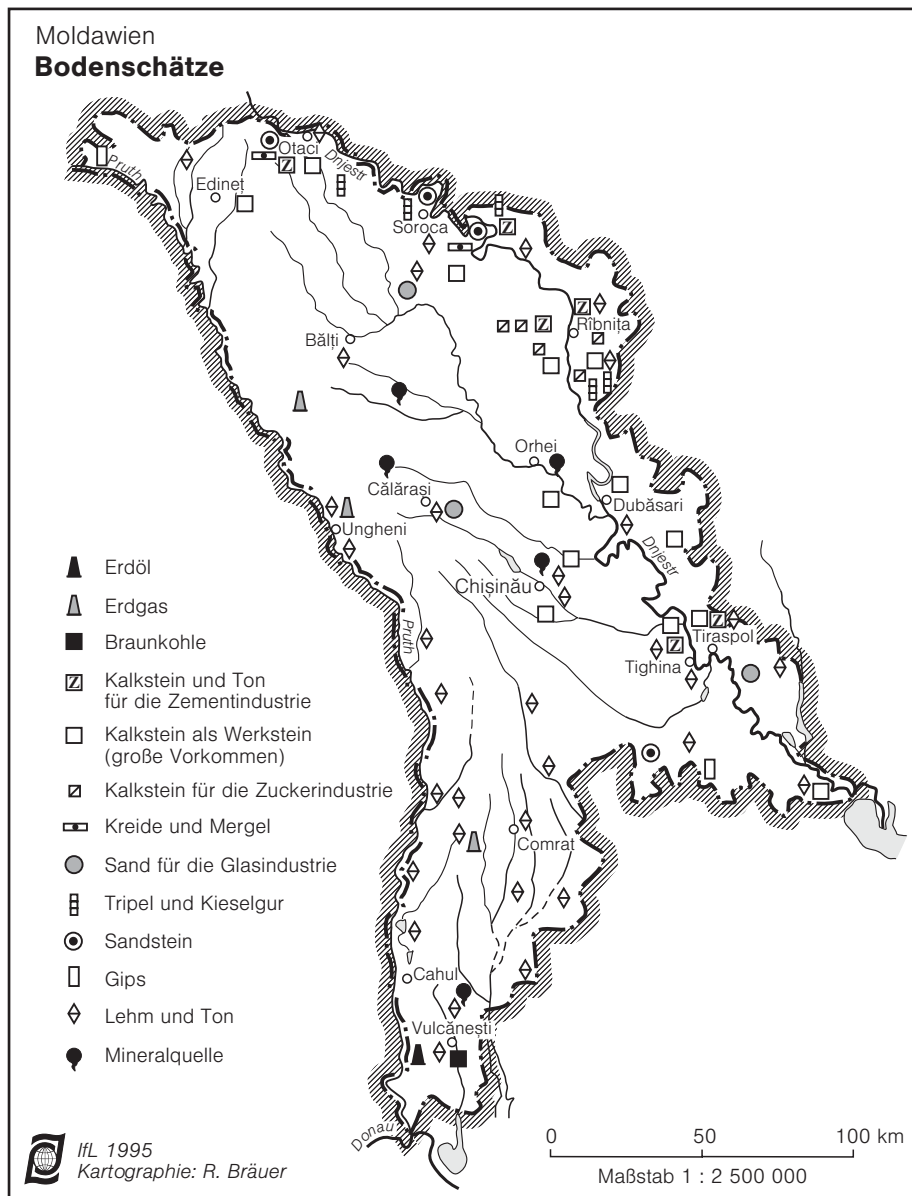 Moldawien
Bodenschätze
Otaci
Dnjestr
Pruth
Edineț
Soroca
Rîbnița
Bălți
Orhei
Călărași
Dubăsari
Ungheni
Dnjestr
Chișinău
Pruth
Tiraspol
Tighina
Comrat
Cahul
Vulcănești
Donau
Erdöl
Erdgas
Braunkohle
Z Kalkstein und Ton
für die Zementindustrie
Kalkstein als Werkstein
(große Vorkommen)
Kalkstein für die Zuckerindustrie
Kreide und Mergel
Sand für die Glasindustrie
Tripel und Kieselgur
Sandstein
Gips
Lehm und Ton
Mineralquelle
IfL 1995
Kartographie: R. Bräuer
0 50 100 km
Maßstab 1 : 2 500 000